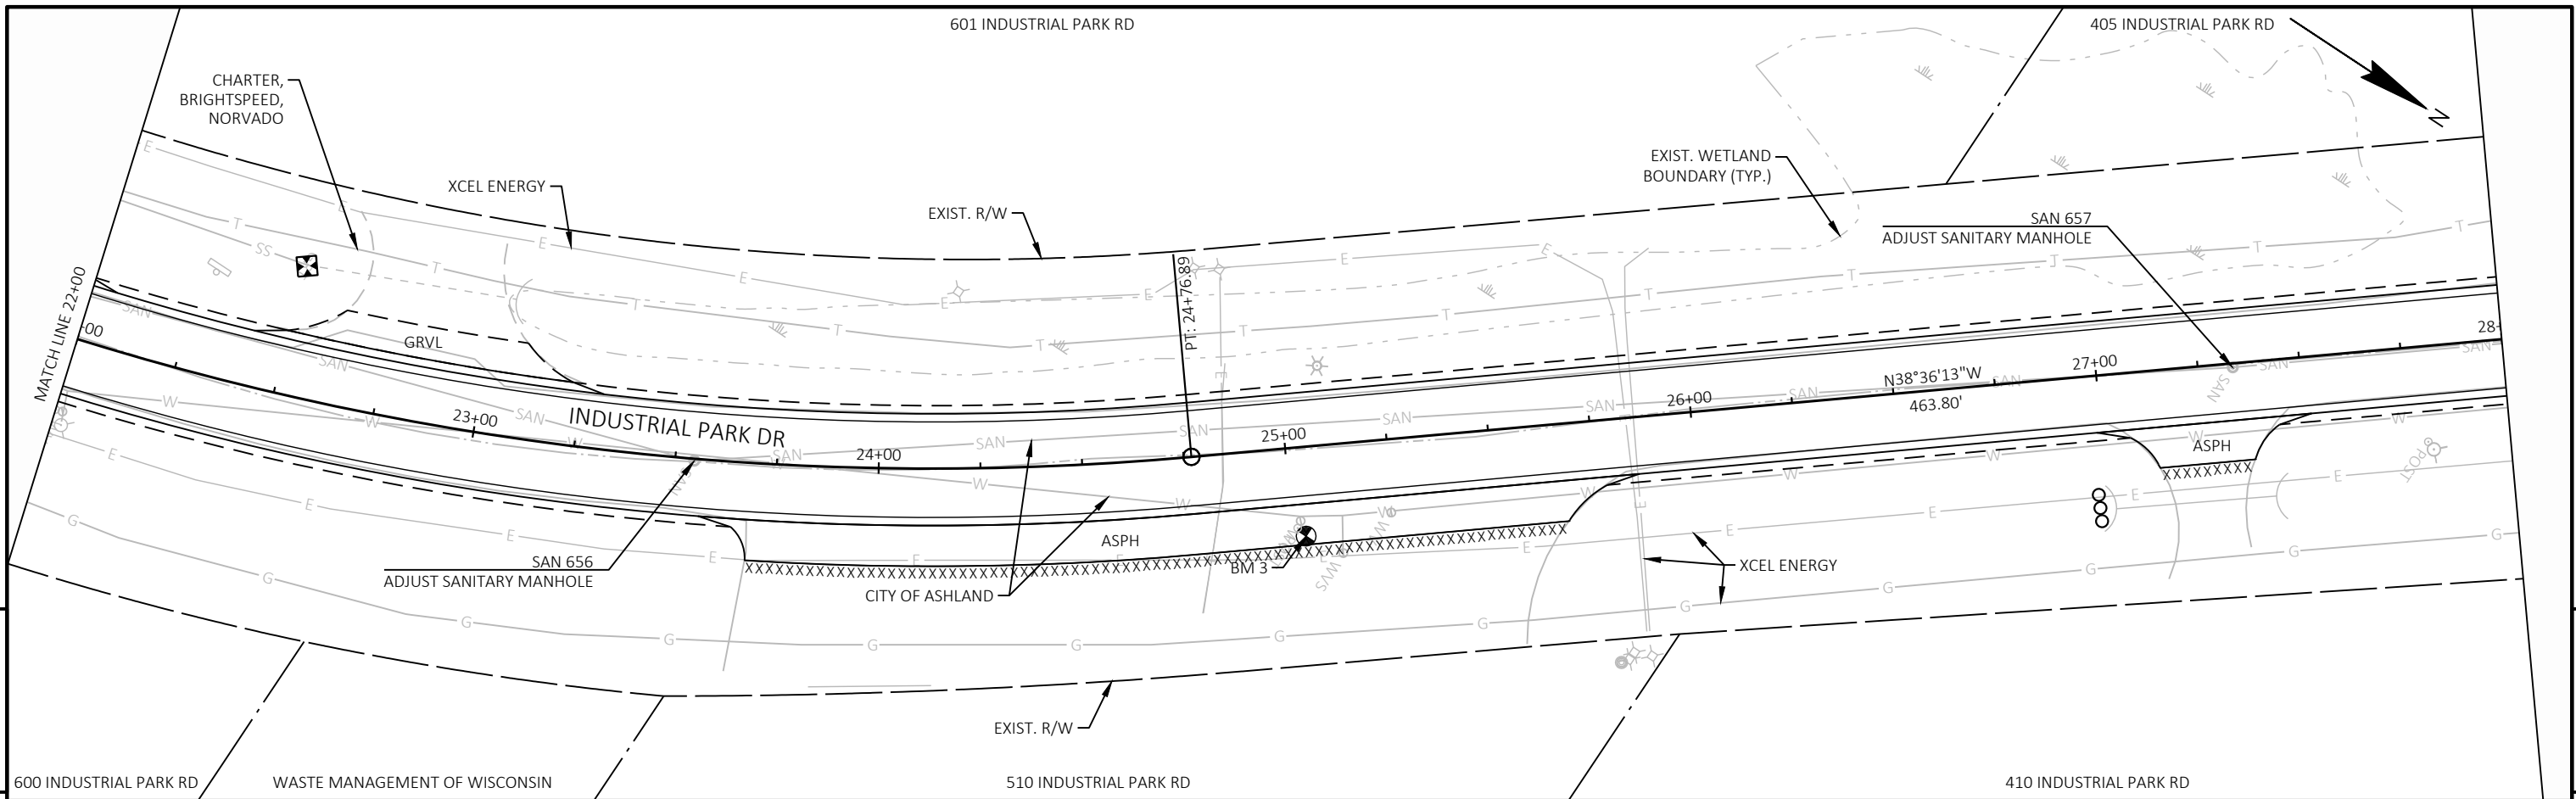 601 INDUSTRIAL PARK RD
405 INDUSTRIAL PARK RD
N
CHARTER,
BRIGHTSPEED,
NORVADO
XCEL ENERGY
EXIST. R/W
EXIST. WETLAND
BOUNDARY (TYP.)
SAN 657
ADJUST SANITARY MANHOLE
MATCH LINE 22+00
+00
GRVL
PT: 24+76.89
INDUSTRIAL PARK DR
23+00
24+00
25+00
26+00
27+00
28+
N38°36'13"W
463.80'
ASPH
ASPH
SAN 656
ADJUST SANITARY MANHOLE
CITY OF ASHLAND
BM 3
XCEL ENERGY
POST
EXIST. R/W
600 INDUSTRIAL PARK RD
WASTE MANAGEMENT OF WISCONSIN
510 INDUSTRIAL PARK RD
410 INDUSTRIAL PARK RD